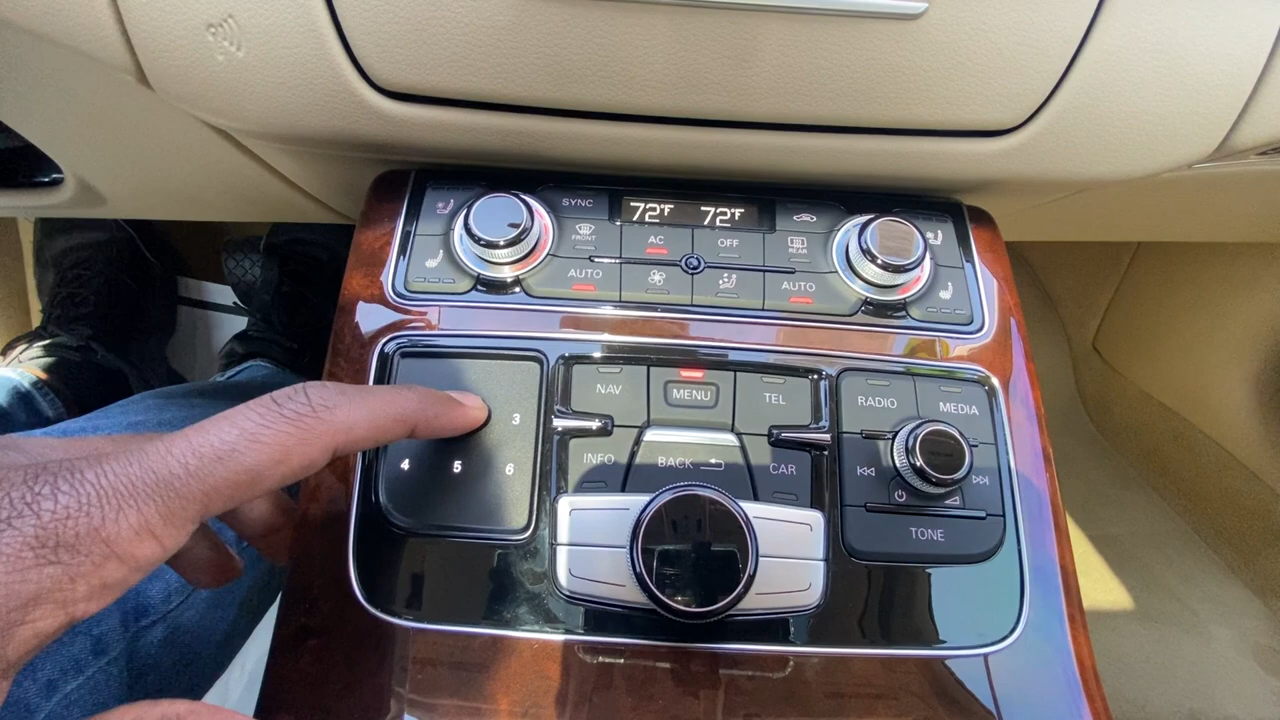 SYNC
72°F 72°F
FRONT
AC
OFF
REAR
AUTO
AUTO
3
4 5 6
NAV
MENU
TEL
INFO
BACK
CAR
RADIO
MEDIA
TONE